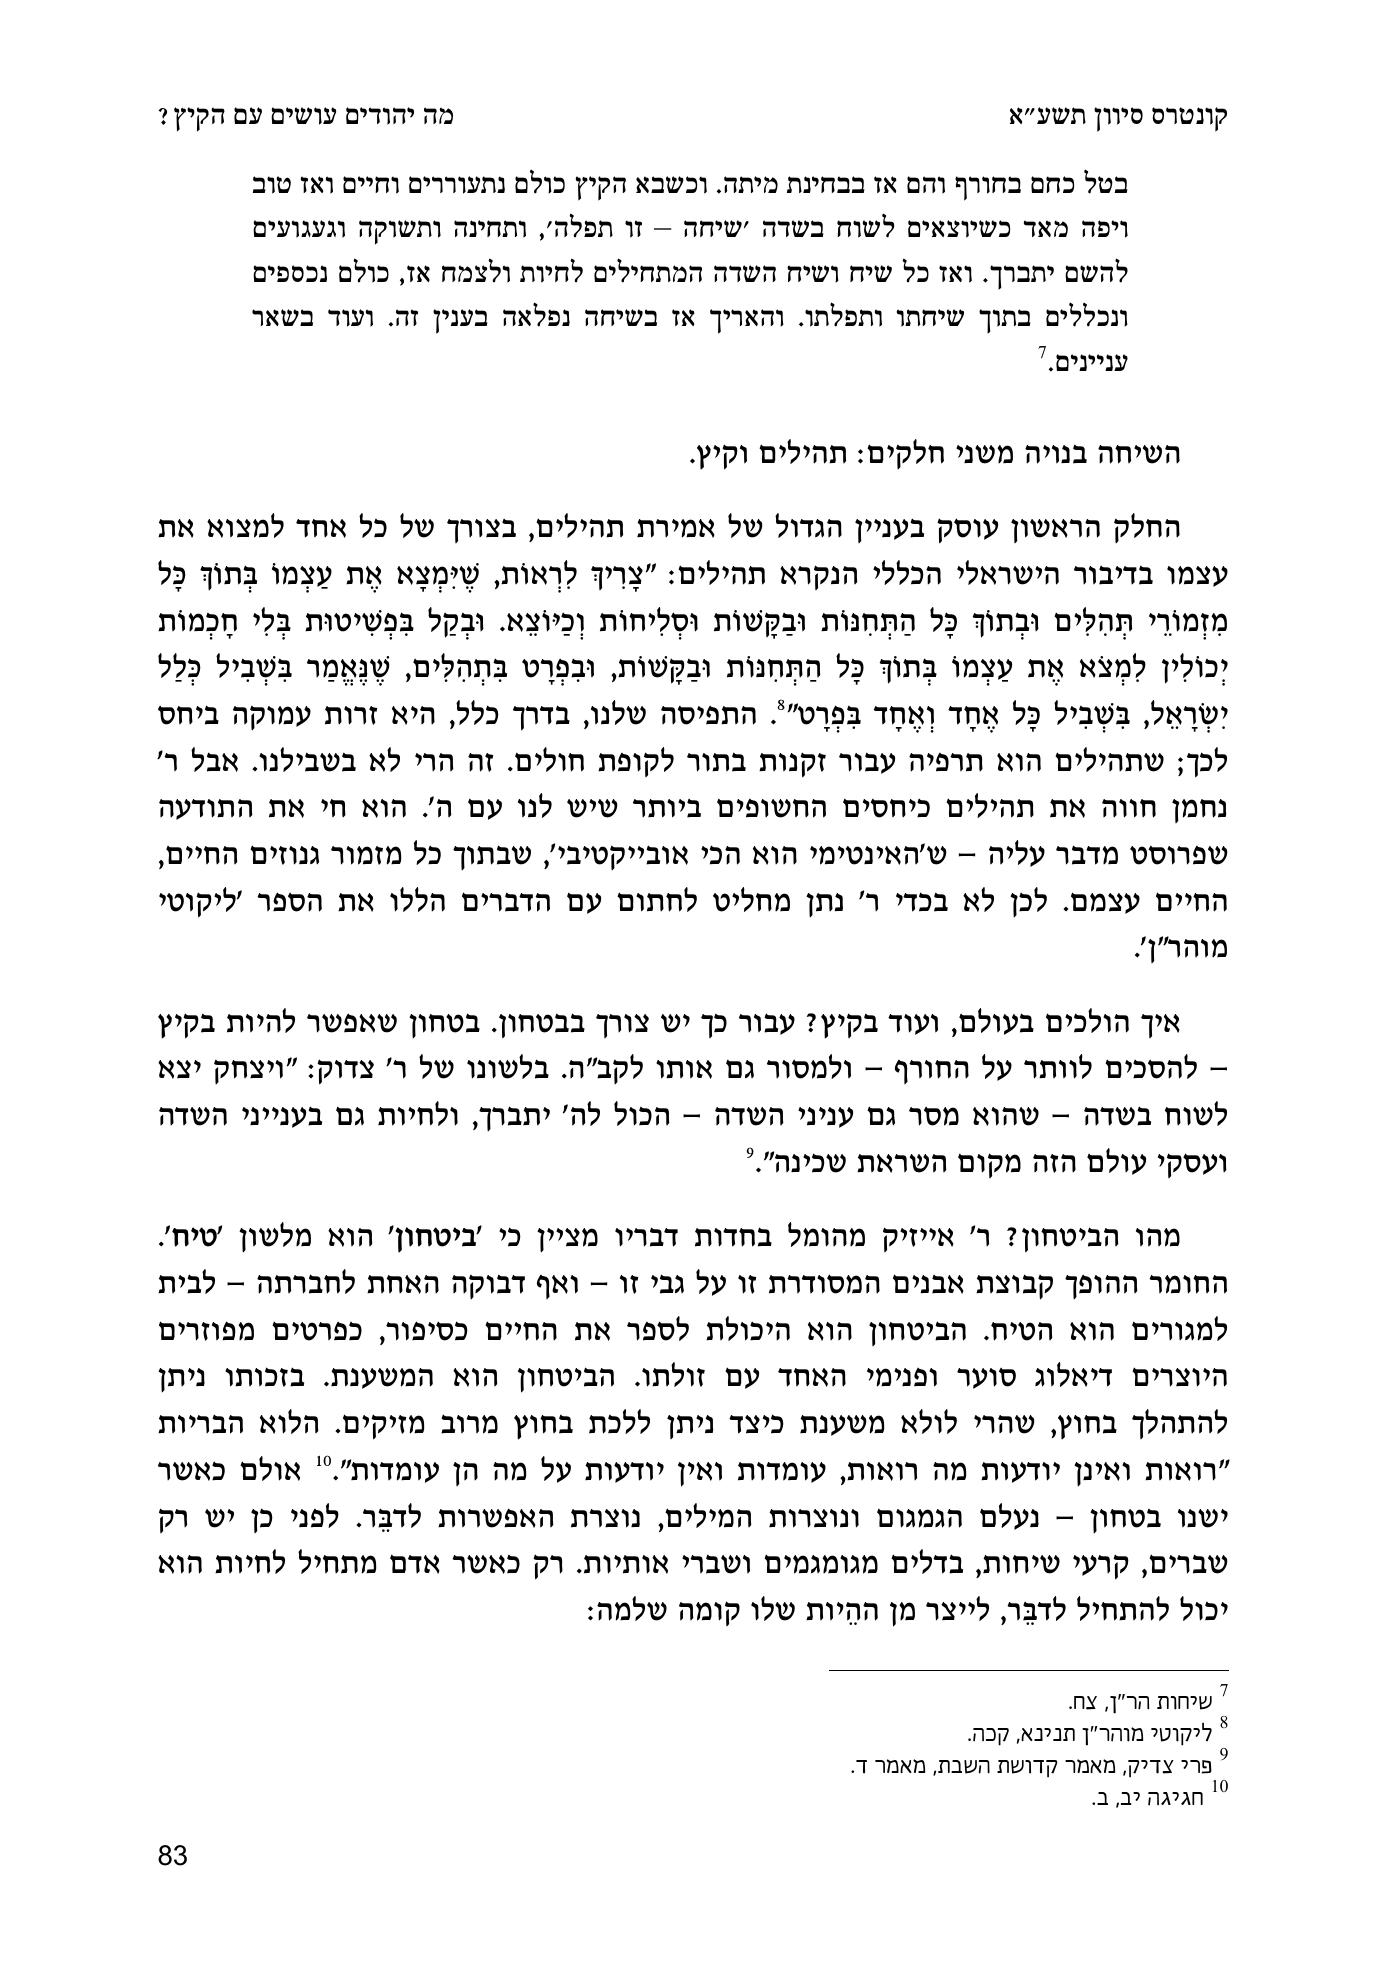 קונטרס סיוון תשע״א
מה יהודים עושים עם הקיץ?
בטל כחם בחורף והם אז בבחינת מיתה. וכשבא הקיץ כולם נתעוררים וחיים ואז טוב
ויפה מאד כשיוצאים לשוח בשדה ׳שיחה – זו תפלה׳, ותחינה ותשוקה וגעגועים
להשם יתברך. ואז כל שיח ושיח השדה המתחילים לחיות ולצמח אז, כולם נכספים
ונכללים בתוך שיחתו ותפלתו. והאריך אז בשיחה נפלאה בענין זה. ועוד בשאר
עניינים.7
השיחה בנויה משני חלקים: תהילים וקיץ.
החלק הראשון עוסק בעניין הגדול של אמירת תהילים, בצורך של כל אחד למצוא את
עצמו בדיבור הישראלי הכללי הנקרא תהילים: ״צָרִיךְ לִרְאוֹת, שֶׁיִּמְצָא אֶת עַצְמוֹ בְּתוֹךְ כָּל
מִזְמוֹרֵי תְּהִלִּים וּבְתוֹךְ כָּל הַתְּחִנּוֹת וּבַקָּשׁוֹת וּסְלִיחוֹת וְכַיּוֹצֵא. וּבְקַל בִּפְשִׁיטוּת בְּלִי חָכְמוֹת
יְכוֹלִין לִמְצֹא אֶת עַצְמוֹ בְּתוֹךְ כָּל הַתְּחִנּוֹת וּבַקָּשׁוֹת, וּבִפְרָט בִּתְהִלִּים, שֶׁנֶּאֱמַר בִּשְׁבִיל כְּלַל
יִשְׂרָאֵל, בִּשְׁבִיל כָּל אֶחָד וְאֶחָד בִּפְרָט״8. התפיסה שלנו, בדרך כלל, היא זרות עמוקה ביחס
לכך; שתהילים הוא תרפיה עבור זקנות בתור לקופת חולים. זה הרי לא בשבילנו. אבל ר׳
נחמן חווה את תהילים כיחסים החשופים ביותר שיש לנו עם ה׳. הוא חי את התודעה
שפרוסט מדבר עליה – ש׳האינטימי הוא הכי אובייקטיבי׳, שבתוך כל מזמור גנוזים החיים,
החיים עצמם. לכן לא בכדי ר׳ נתן מחליט לחתום עם הדברים הללו את הספר ׳ליקוטי
מוהר״ן׳.
איך הולכים בעולם, ועוד בקיץ? עבור כך יש צורך בבטחון. בטחון שאפשר להיות בקיץ
– להסכים לוותר על החורף – ולמסור גם אותו לקב״ה. בלשונו של ר׳ צדוק: ״ויצחק יצא
לשוח בשדה – שהוא מסר גם עניני השדה – הכול לה׳ יתברך, ולחיות גם בענייני השדה
ועסקי עולם הזה מקום השראת שכינה״.9
מהו הביטחון? ר׳ אייזיק מהומל בחדות דבריו מציין כי ׳ביטחון׳ הוא מלשון ׳טיח׳.
החומר ההופך קבוצת אבנים המסודרת זו על גבי זו – ואף דבוקה האחת לחברתה – לבית
למגורים הוא הטיח. הביטחון הוא היכולת לספר את החיים כסיפור, כפרטים מפוזרים
היוצרים דיאלוג סוער ופנימי האחד עם זולתו. הביטחון הוא המשענת. בזכותו ניתן
להתהלך בחוץ, שהרי לולא משענת כיצד ניתן ללכת בחוץ מרוב מזיקים. הלוא הבריות
״רואות ואינן יודעות מה רואות, עומדות ואין יודעות על מה הן עומדות״.10 אולם כאשר
ישנו בטחון – נעלם הגמגום ונוצרות המילים, נוצרת האפשרות לדבֵּר. לפני כן יש רק
שברים, קרעי שיחות, בדלים מגומגמים ושברי אותיות. רק כאשר אדם מתחיל לחיות הוא
יכול להתחיל לדבֵּר, לייצר מן ההֵיות שלו קומה שלמה:
7 שיחות הר״ן, צח.
8 ליקוטי מוהר״ן תנינא, קכה.
9 פרי צדיק, מאמר קדושת השבת, מאמר ד.
10 חגיגה יב, ב.
83